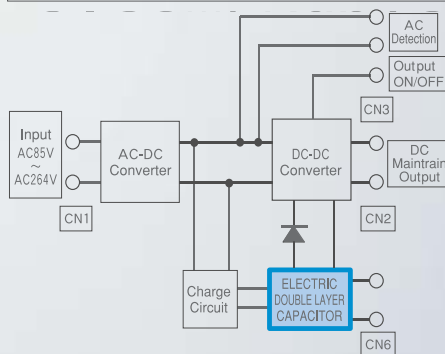 AC
Detection
Output
ON/OFF
CN3
Input
AC85V
~
AC264V
AC-DC
Converter
DC-DC
Converter
DC
Maintrain
Output
CN1
CN2
Charge
Circuit
ELECTRIC
DOUBLE LAYER
CAPACITOR
CN6